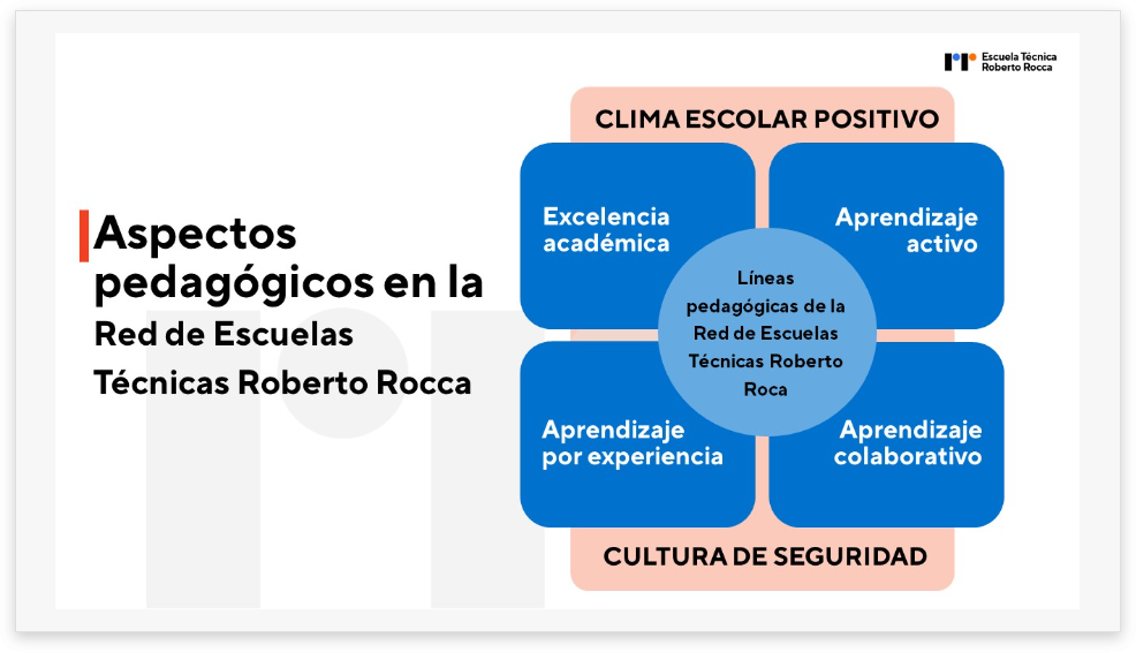 Escuela Técnica
Roberto Rocca
Aspectos
pedagógicos en la
Red de Escuelas
Técnicas Roberto Rocca
CLIMA ESCOLAR POSITIVO
Excelencia
académica
Aprendizaje
activo
Líneas
pedagógicas de la
Red de Escuelas
Técnicas Roberto
Roca
Aprendizaje
por experiencia
Aprendizaje
colaborativo
CULTURA DE SEGURIDAD